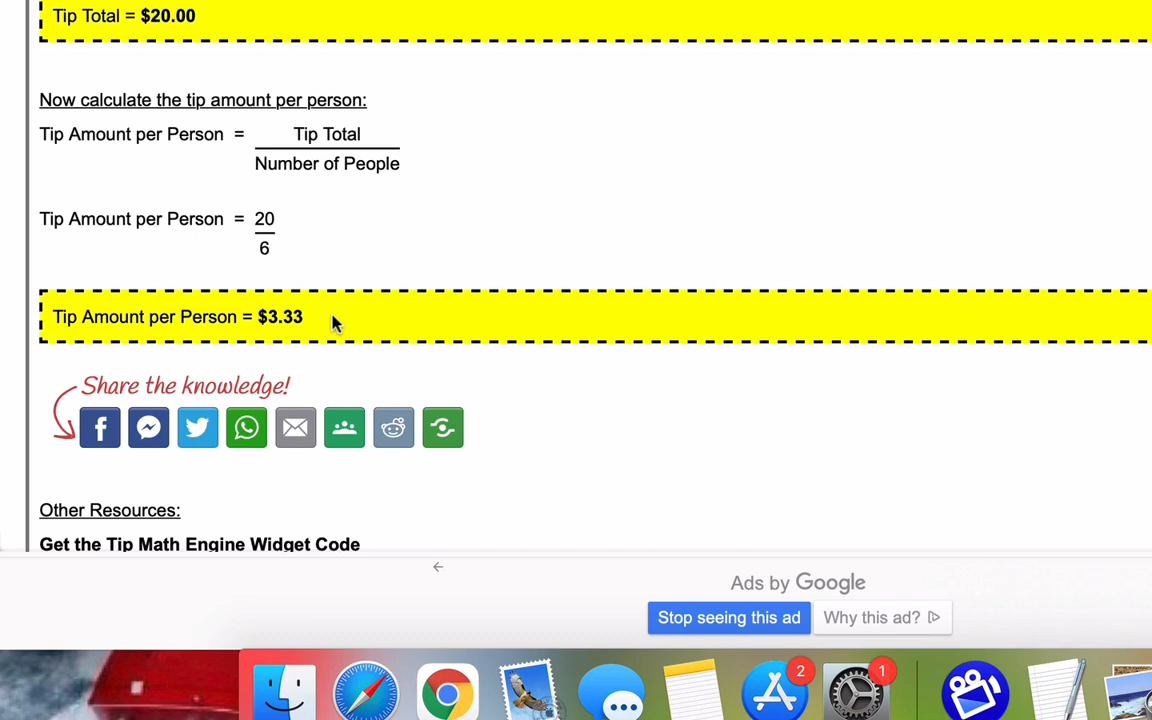 Tip Total = $20.00
Now calculate the tip amount per person:
Tip Amount per Person = Tip Total
Number of People
Tip Amount per Person = 20
6
Tip Amount per Person = $3.33
Share the knowledge!
Other Resources:
Get the Tip Math Engine Widget Code
Ads by Google
Stop seeing this ad
Why this ad?
2
1